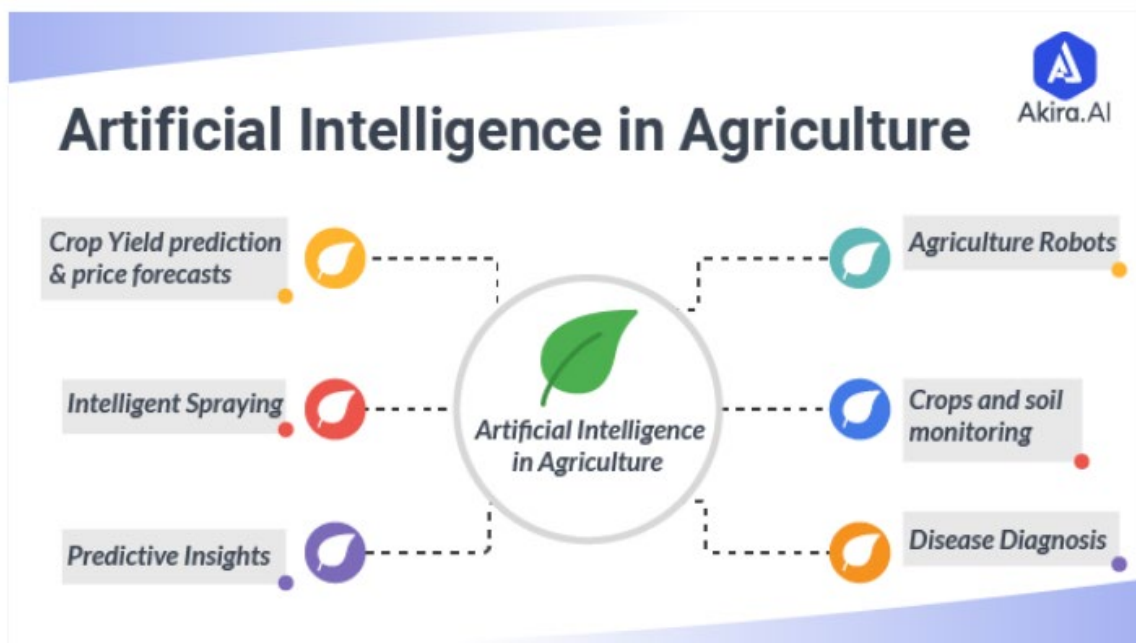 Akira.AI
Artificial Intelligence in Agriculture
Crop Yield prediction
& price forecasts
Intelligent Spraying
Predictive Insights
Artificial Intelligence
in Agriculture
Agriculture Robots
Crops and soil
monitoring
Disease Diagnosis